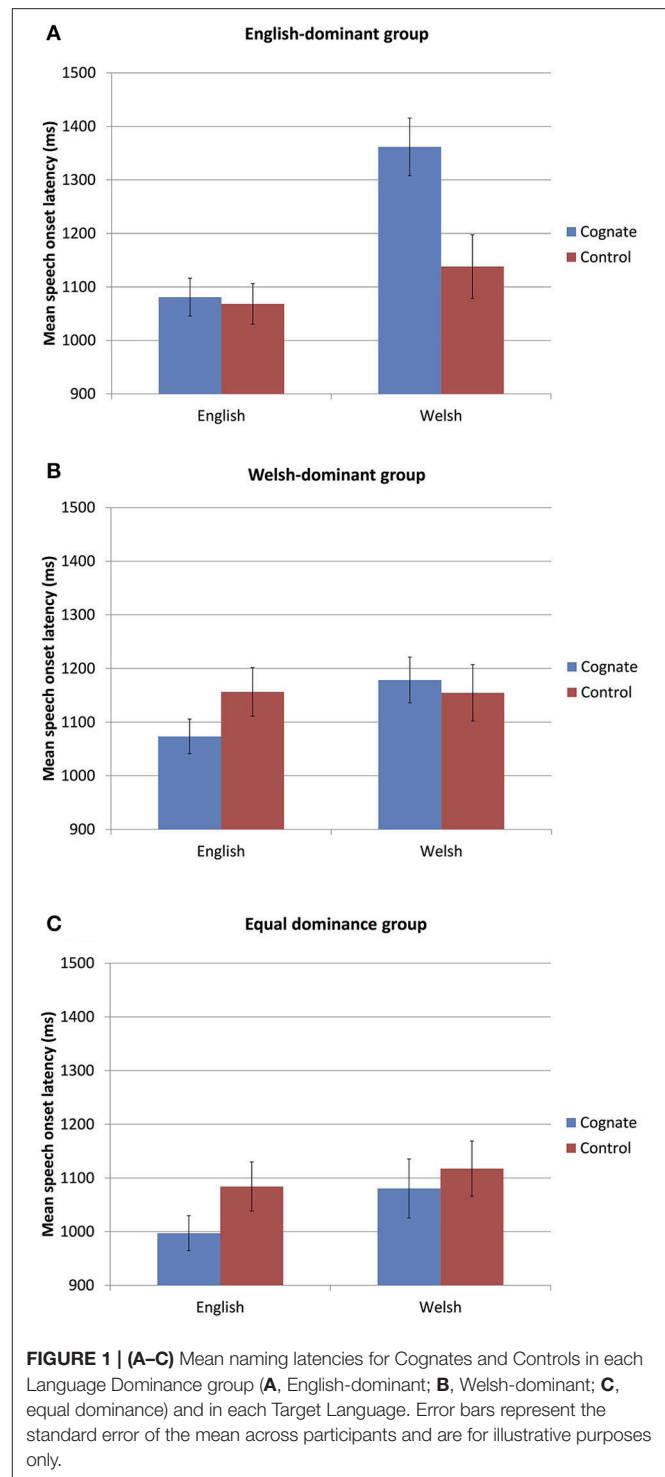 A
English-dominant group
1500
1400
1300
1200
1100
1000
900
Mean speech onset latency (ms)
Cognate
Control
English Welsh
B
Welsh-dominant group
1500
1400
1300
1200
1100
1000
900
Mean speech onset latency (ms)
Cognate
Control
English Welsh
C
Equal dominance group
1500
1400
1300
1200
1100
1000
900
Mean speech onset latency (ms)
Cognate
Control
English Welsh
FIGURE 1 | (A–C) Mean naming latencies for Cognates and Controls in each
Language Dominance group (A, English-dominant; B, Welsh-dominant; C,
equal dominance) and in each Target Language. Error bars represent the
standard error of the mean across participants and are for illustrative purposes
only.